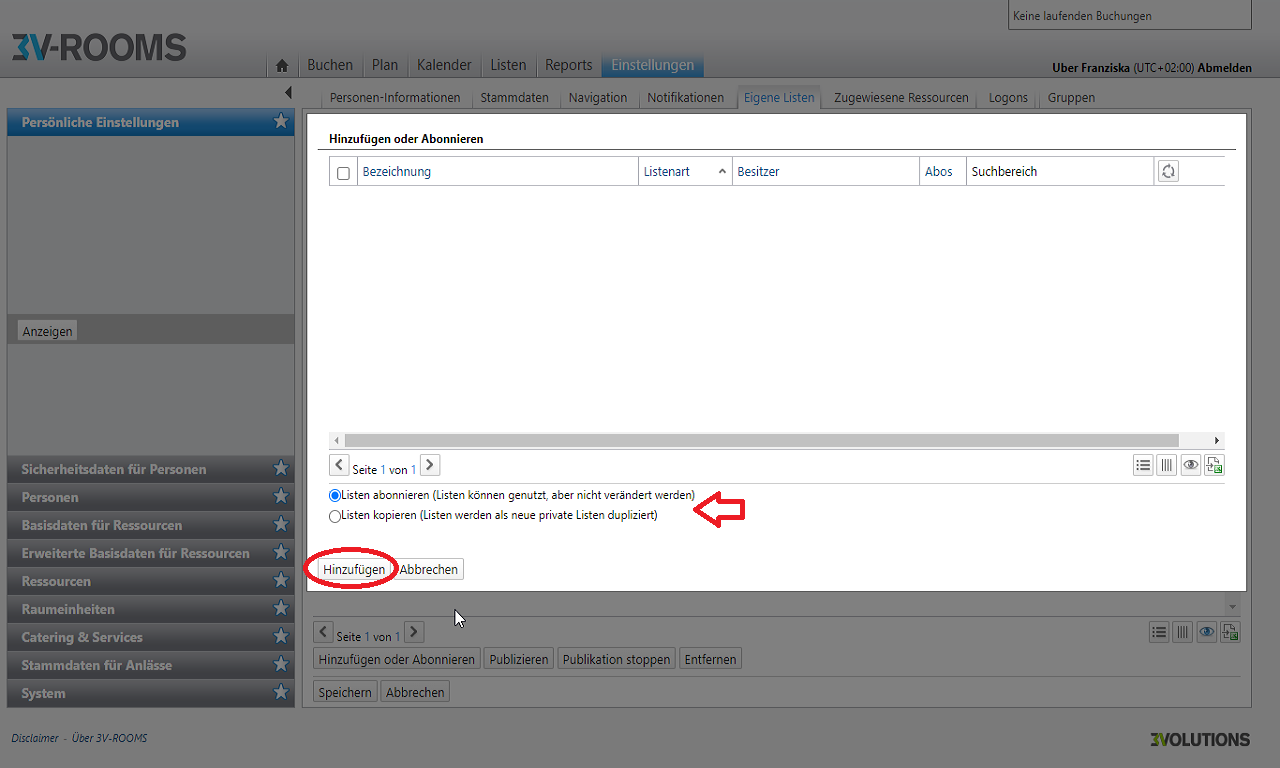 Keine laufenden Buchungen
3V-ROOMS
Buchen Plan Kalender Listen Reports Einstellungen
Uber Franziska (UTC+02:00) Abmelden
Personen-Informationen Stammdaten Navigation Notifikationen Eigene Listen Zugewiesene Ressourcen Logons Gruppen
Persönliche Einstellungen
Anzeigen
Sicherheitsdaten für Personen
Personen
Basisdaten für Ressourcen
Erweiterte Basisdaten für Ressourcen
Ressourcen
Raumeinheiten
Catering & Services
Stammdaten für Anlässe
System
Hinzufügen oder Abonnieren
Bezeichnung Listenart Besitzer Abos Suchbereich
Seite 1 von 1
Listen abonnieren (Listen können genutzt, aber nicht verändert werden)
Listen kopieren (Listen werden als neue private Listen dupliziert)
Hinzufügen Abbrechen
Seite 1 von 1
Hinzufügen oder Abonnieren Publizieren Publikation stoppen Entfernen
Speichern Abbrechen
Disclaimer - Über 3V-ROOMS
3VOLUTIONS